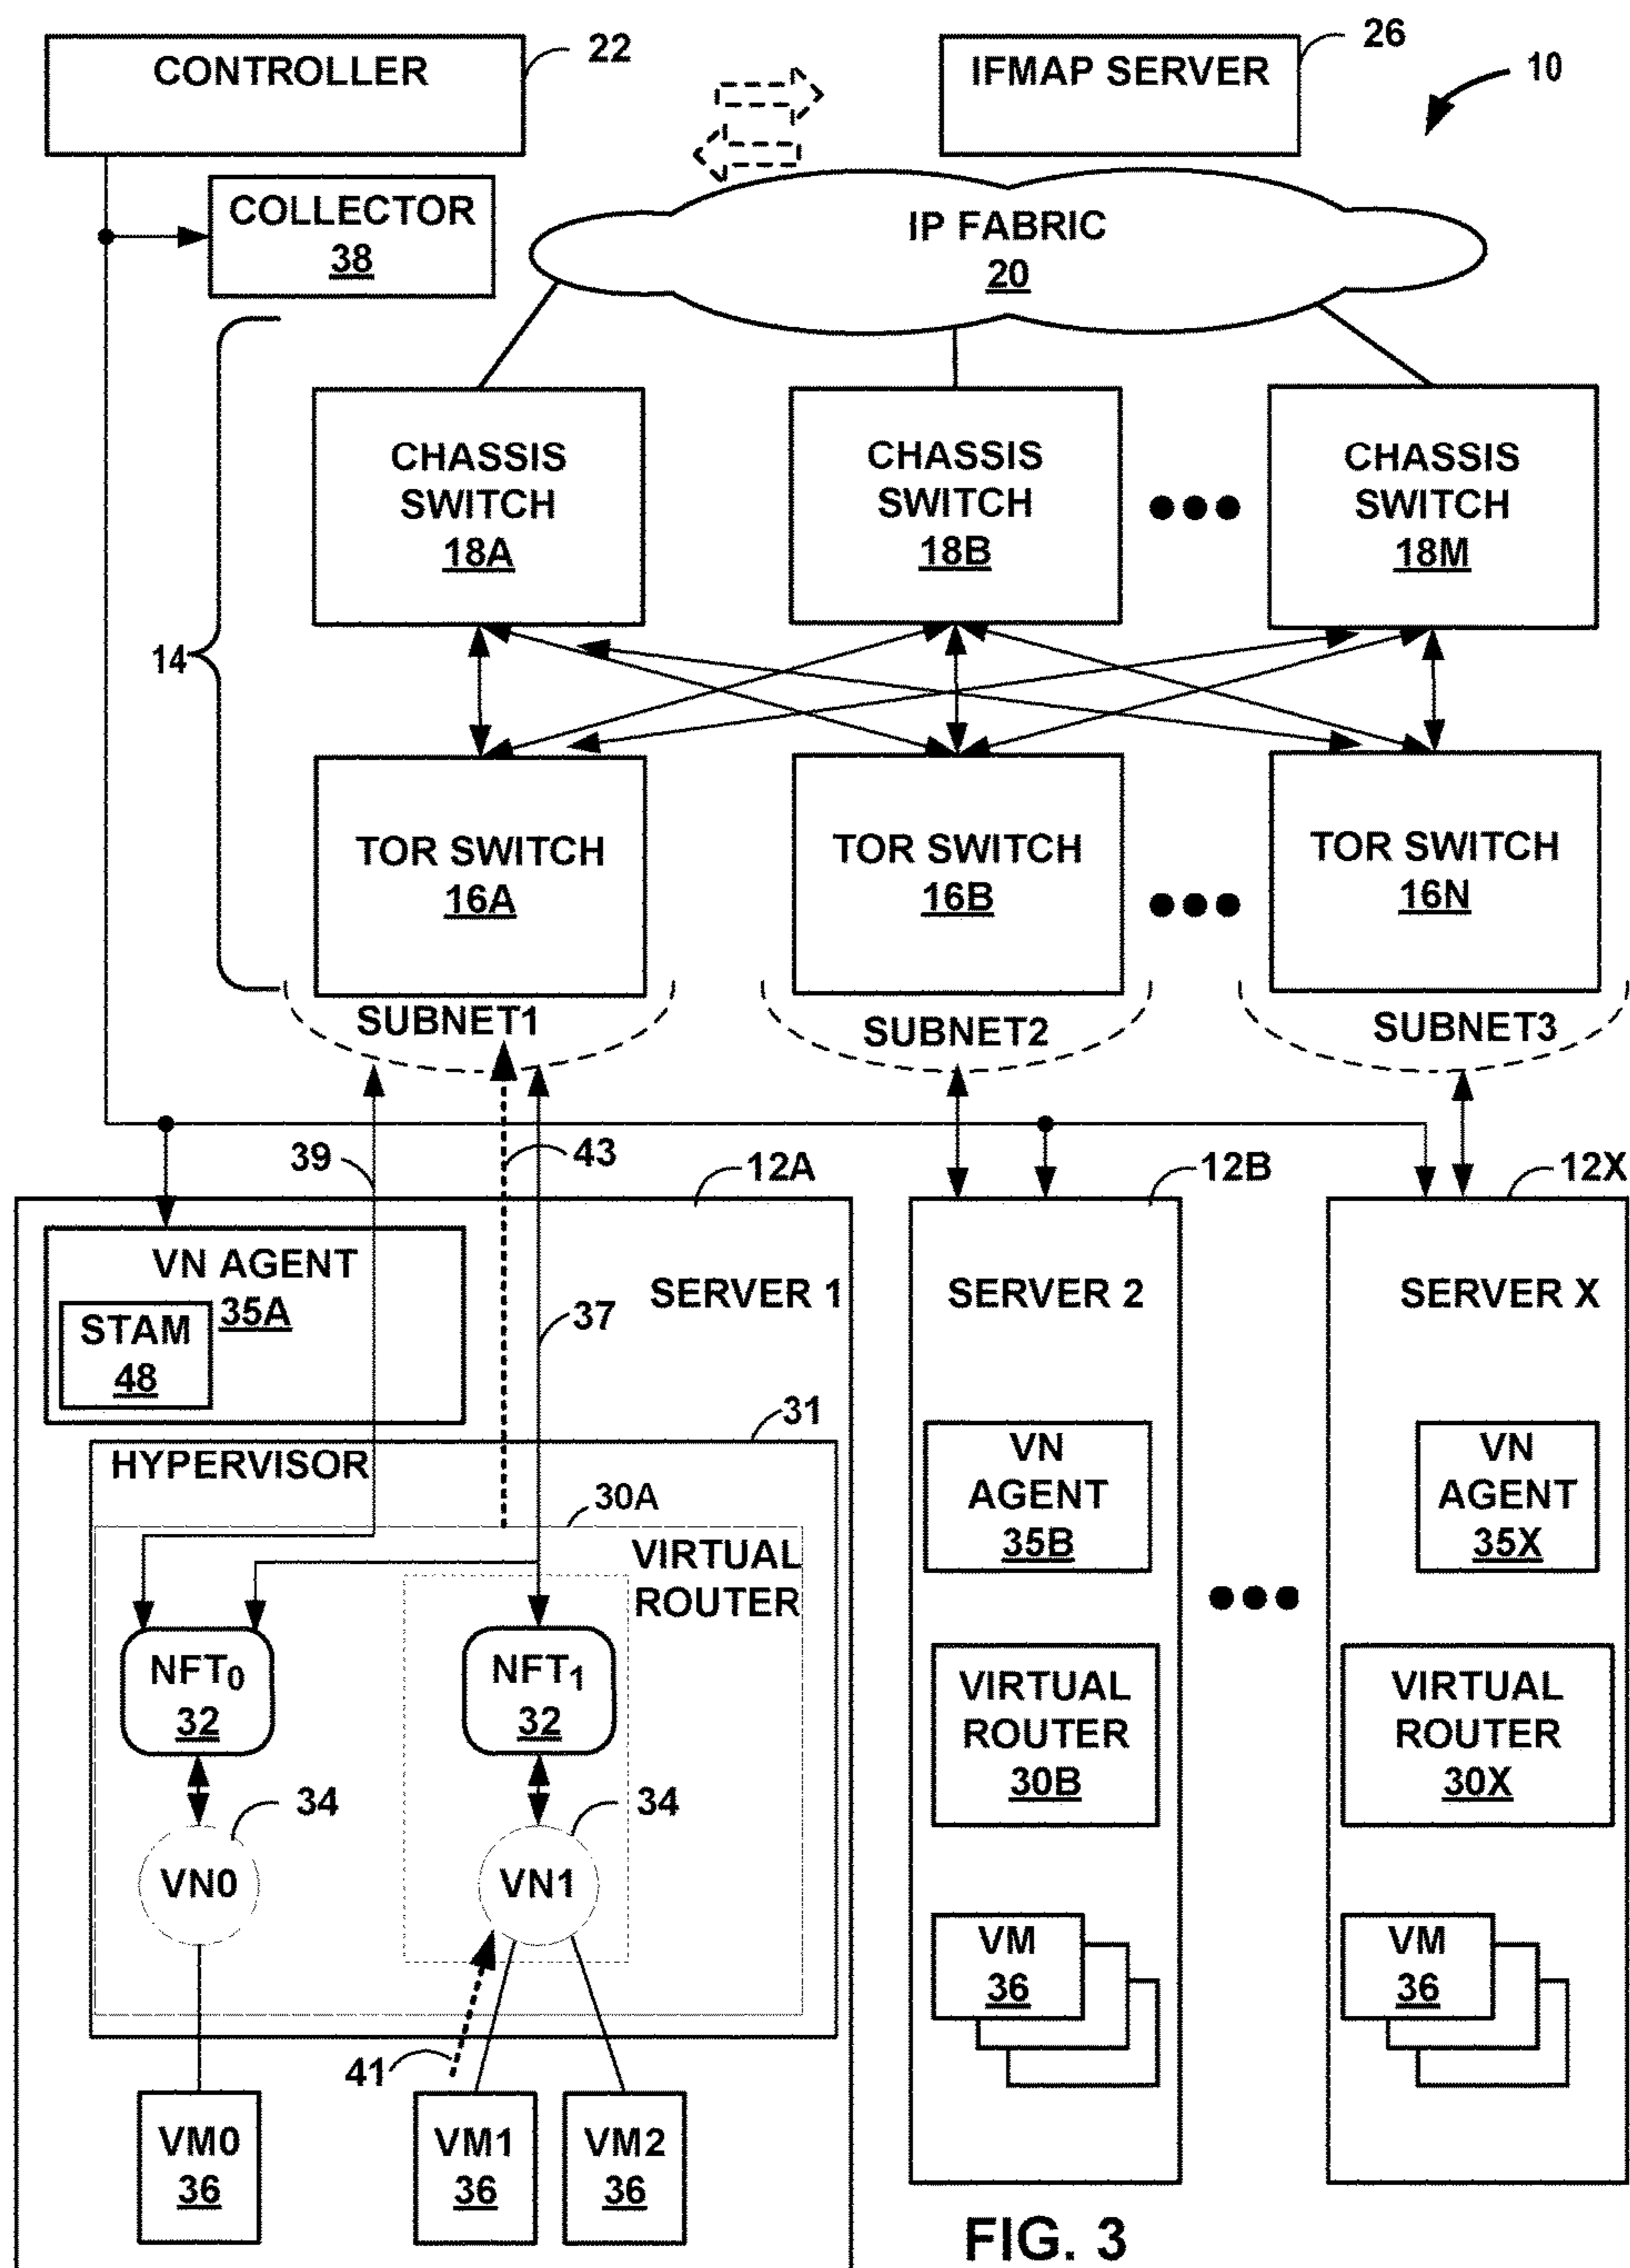 CONTROLLER
22
IFMAP SERVER
26
10
COLLECTOR
38
IP FABRIC
20
14
CHASSIS
SWITCH
18A
CHASSIS
SWITCH
18B
CHASSIS
SWITCH
18M
TOR SWITCH
16A
TOR SWITCH
16B
TOR SWITCH
16N
SUBNET1
SUBNET2
SUBNET3
39
43
12A
12B
12X
VN AGENT
35A
STAM
48
SERVER 1
37
31
HYPERVISOR
30A
VIRTUAL
ROUTER
NFT0
32
NFT1
32
34
34
VN0
VN1
41
VM0
36
VM1
36
VM2
36
SERVER 2
VN
AGENT
35B
VIRTUAL
ROUTER
30B
VM
36
SERVER X
VN
AGENT
35X
VIRTUAL
ROUTER
30X
VM
36
FIG. 3